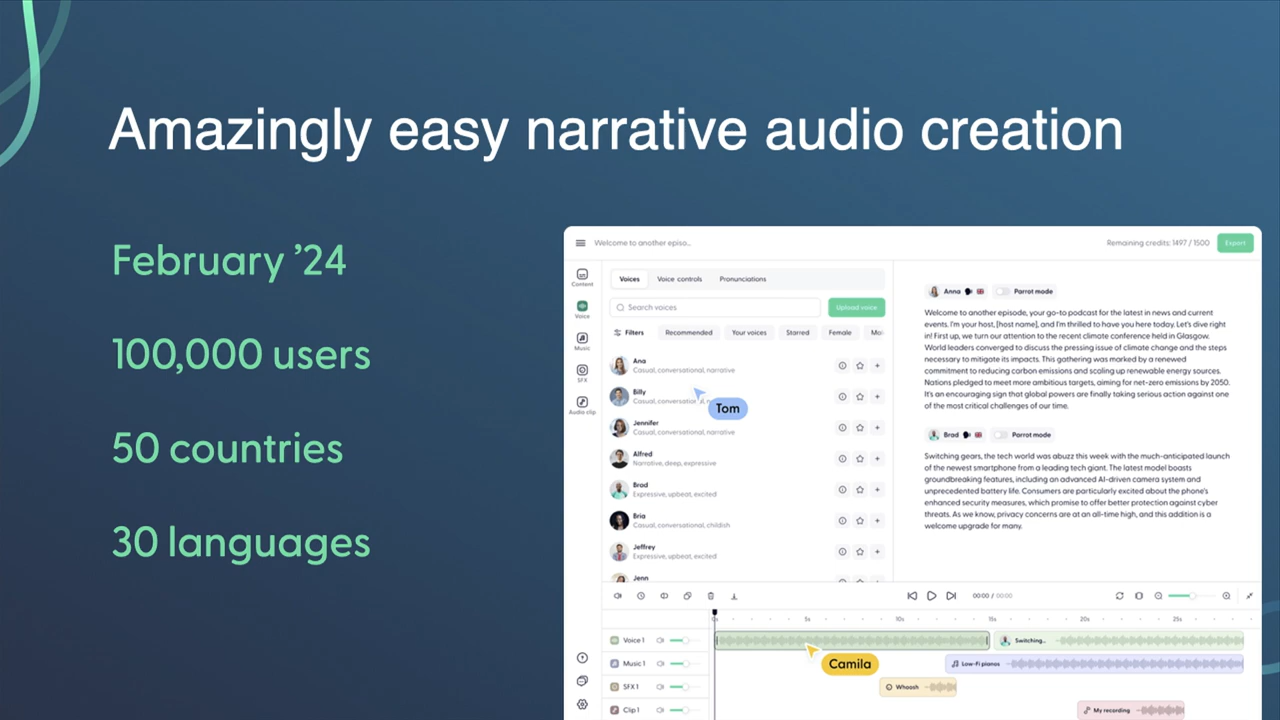 Amazingly easy narrative audio creation
February ’24
100,000 users
50 countries
30 languages
Welcome to another episo..
Remaining credits: 1497 / 1500
Export
Content
Voice
Music
SFX
Audio clip
Voices
Voice controls
Pronunciations
Search voices
Upload voice
Filters
Recommended
Your voices
Starred
Female
Mo
Ana
Casual, conversational, narrative
Billy
Casual, conversational, n
Tom
Jennifer
Casual, conversational, narrative
Alfred
Narrative, deep, expressive
Brad
Expressive, upbeat, excited
Bria
Casual, conversational, childish
Jeffrey
Expressive, upbeat, excited
Jenn
Anna
Parrot mode
Welcome to another episode, your go-to podcast for the latest in news and current
events. I'm your host, [host name], and I'm thrilled to have you here today. Let's dive right
in! First up, we turn our attention to the recent climate conference held in Glasgow.
World leaders converged to discuss the pressing issue of climate change and the steps
necessary to mitigate its impacts. This gathering was marked by a renewed
commitment to reducing carbon emissions and scaling up renewable energy sources.
Nations pledged to meet more ambitious targets, aiming for net-zero emissions by 2050.
It's an encouraging sign that global powers are finally taking serious action against one
of the most critical challenges of our time.
Brad
Parrot mode
Switching gears, the tech world was abuzz this week with the much-anticipated launch
of the newest smartphone from a leading tech giant. The latest model boasts
groundbreaking features, including an advanced AI-driven camera system and
unprecedented battery life. Consumers are particularly excited about the phone's
enhanced security measures, which promise to offer better protection against cyber
threats. As we know, privacy concerns are at an all-time high, and this addition is a
welcome upgrade for many.
00:00 / 00:00
0s 5s 10s 15s 20s 25s
Voice 1
Switching...
Music 1
Camila
Low-fi pianos
SFX 1
Whoosh
Clip 1
My recording